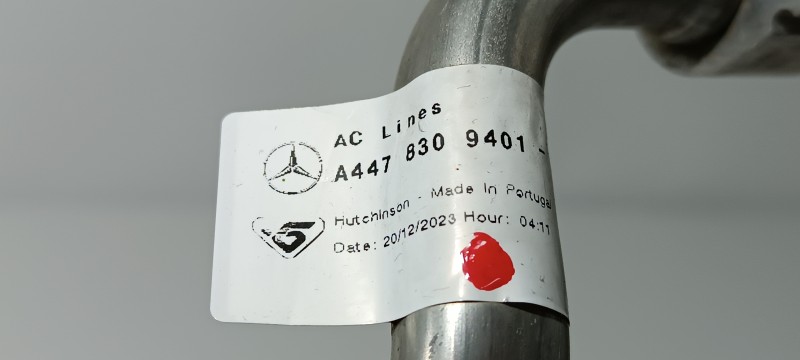 AC Lines
A447 830 9401 -
Hutchinson - Made In Portugal
Date: 20/12/2023 Hour: 04:11